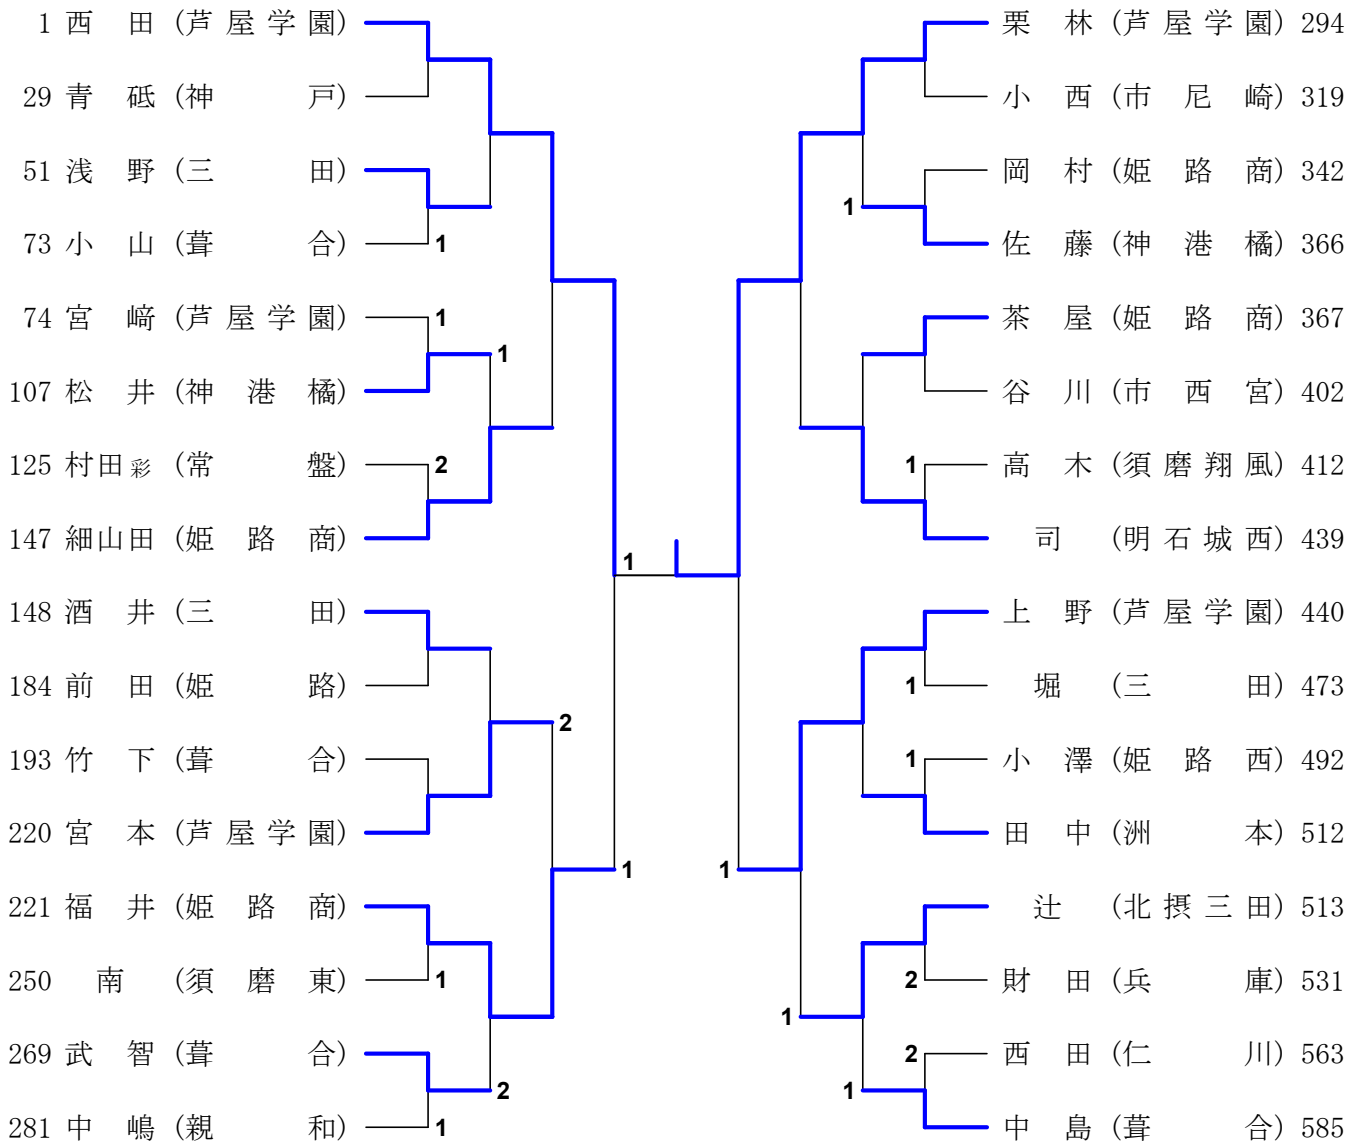 1 西田 (芦屋学園)
29 青砥 (神戸)
51 浅野 (三田)
73 小山 (葺合) 1
74 宮﨑 (芦屋学園) 1
1
107 松井 (神港橘)
125 村田彩 (常盤) 2
147 細山田 (姫路商)
148 酒井 (三田)
184 前田 (姫路)
2
193 竹下 (葺合)
220 宮本 (芦屋学園)
1
221 福井 (姫路商)
250 南 (須磨東) 1
269 武智 (葺合)
2
281 中嶋 (親和) 1
1
栗林 (芦屋学園) 294
小西 (市尼崎) 319
岡村 (姫路商) 342
1
佐藤 (神港橘) 366
茶屋 (姫路商) 367
谷川 (市西宮) 402
1 高木 (須磨翔風) 412
司 (明石城西) 439
上野 (芦屋学園) 440
1 堀 (三田) 473
1 小澤 (姫路西) 492
田中 (洲本) 512
1
辻 (北摂三田) 513
2 財田 (兵庫) 531
1
2 西田 (仁川) 563
1
中島 (葺合) 585